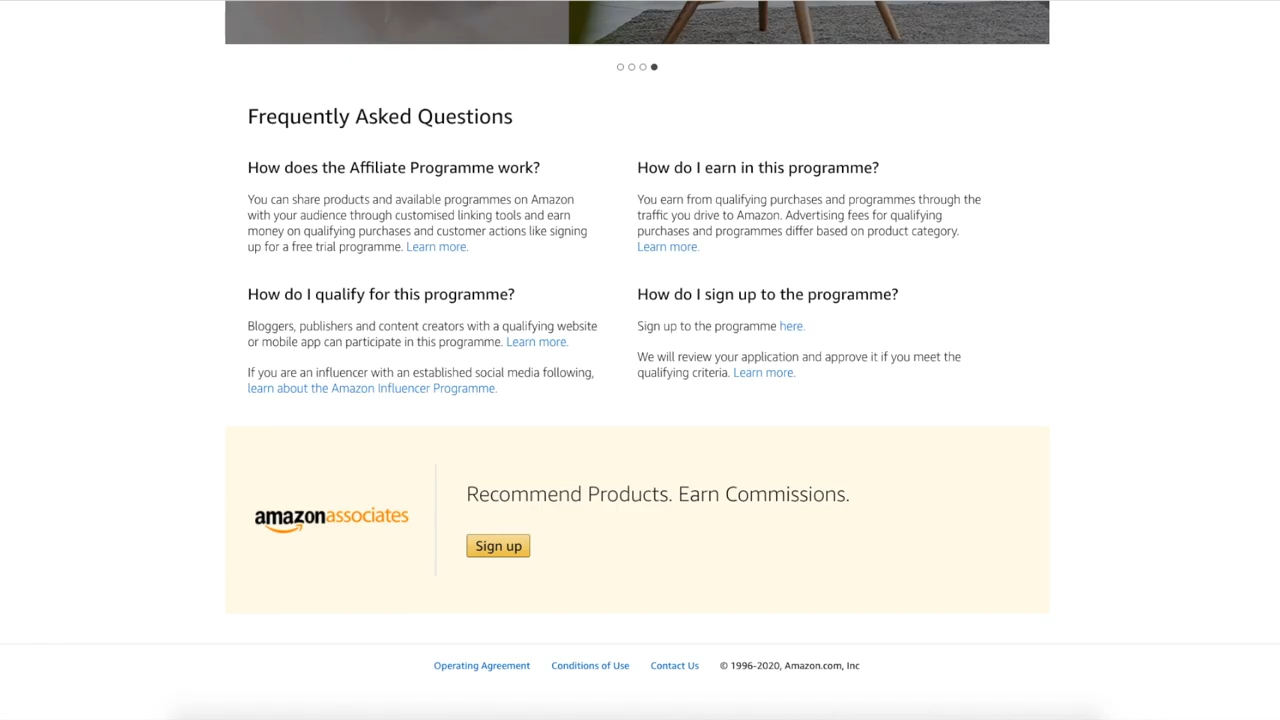 Frequently Asked Questions
How does the Affiliate Programme work?
You can share products and available programmes on Amazon
with your audience through customised linking tools and earn
money on qualifying purchases and customer actions like signing
up for a free trial programme. Learn more.
How do I earn in this programme?
You earn from qualifying purchases and programmes through the
traffic you drive to Amazon. Advertising fees for qualifying
purchases and programmes differ based on product category.
Learn more.
How do I qualify for this programme?
Bloggers, publishers and content creators with a qualifying website
or mobile app can participate in this programme. Learn more.
If you are an influencer with an established social media following,
learn about the Amazon Influencer Programme.
How do I sign up to the programme?
Sign up to the programme here.
We will review your application and approve it if you meet the
qualifying criteria. Learn more.
amazonassociates
Recommend Products. Earn Commissions.
Sign up
Operating Agreement Conditions of Use Contact Us © 1996-2020, Amazon.com, Inc